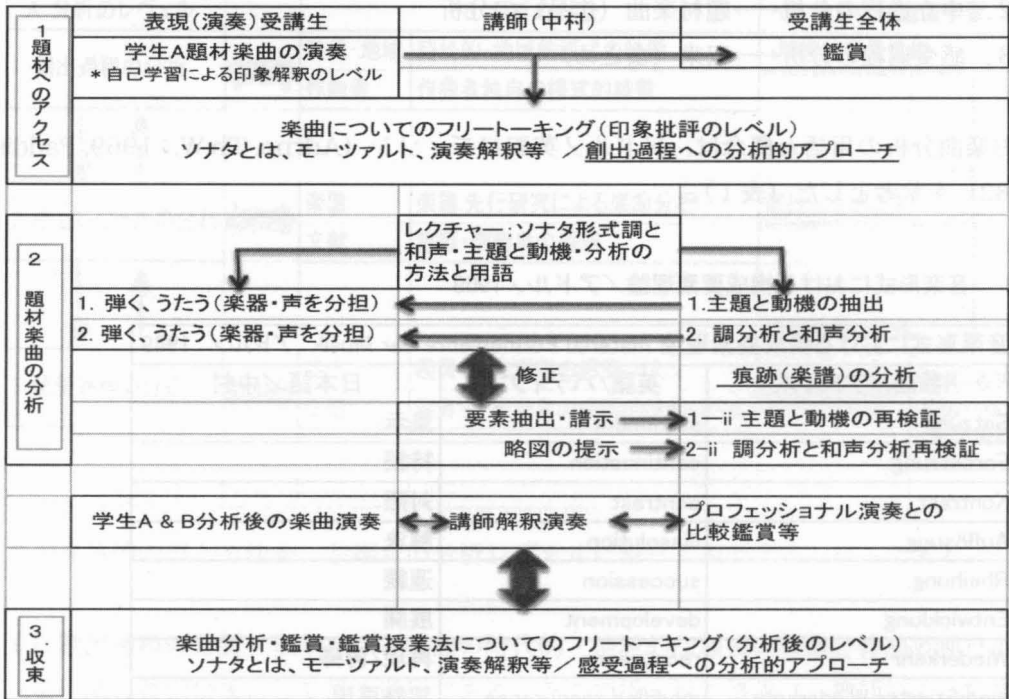 表現(演奏)受講生 講師(中村) 受講生全体
1題材へのアクセス
学生A題材楽曲の演奏 鑑賞
*自己学習による印象解釈のレベル
楽曲についてのフリートーキング(印象批評のレベル)
ソナタとは、モーツァルト、演奏解釈等 /創出過程への分析的アプローチ
2 題材楽曲の分析
レクチャー:ソナタ形式調と
和声・主題と動機・分析の
方法と用語
1. 弾く、うたう(楽器・声を分担) 1.主題と動機の抽出
2. 弾く、うたう(楽器・声を分担) 2. 調分析と和声分析
修正 痕跡(楽譜)の分析
要素抽出・譜示 1-ii 主題と動機の再検証
略図の提示 2-ii 調分析と和声分析再検証
学生A & B分析後の楽曲演奏 講師解釈演奏 プロフェッショナル演奏との
比較鑑賞等
3収束
楽曲分析・鑑賞・鑑賞授業法についてのフリートーキング(分析後のレベル)
ソナタとは、モーツァルト、演奏解釈等/感受過程への分析的アプローチ